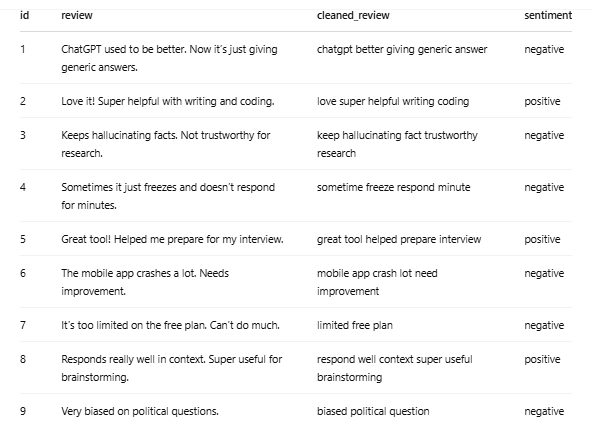 id review cleaned_review sentiment
1 ChatGPT used to be better. Now it's just giving chatgpt better giving generic answer negative
generic answers.
2 Love it! Super helpful with writing and coding. love super helpful writing coding positive
3 Keeps hallucinating facts. Not trustworthy for keep hallucinating fact trustworthy negative
research. research
4 Sometimes it just freezes and doesn't respond sometime freeze respond minute negative
for minutes.
5 Great tool! Helped me prepare for my interview. great tool helped prepare interview positive
6 The mobile app crashes a lot. Needs mobile app crash lot need negative
improvement. improvement
7 It's too limited on the free plan. Can't do much. limited free plan negative
8 Responds really well in context. Super useful for respond well context super useful positive
brainstorming. brainstorming
9 Very biased on political questions. biased political question negative